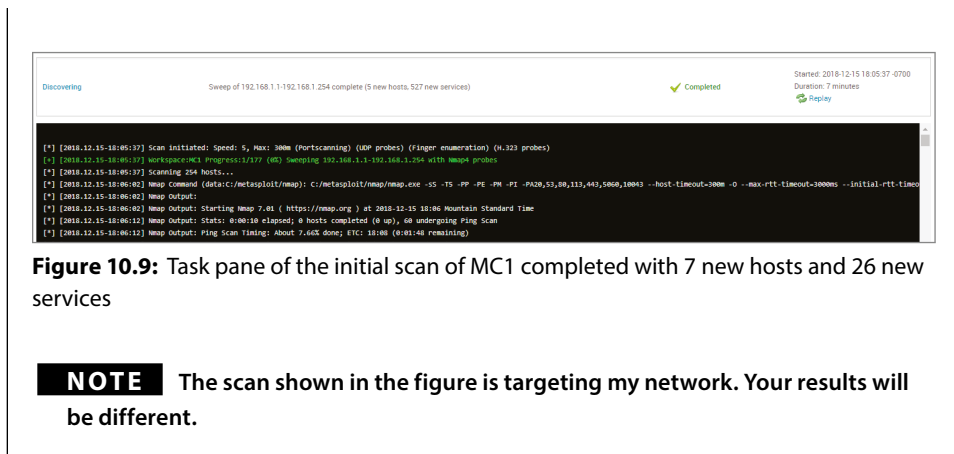 Discovering
Sweep of 192.168.1.1-192.168.1.254 complete (5 new hosts, 527 new services)
Completed
Started: 2018-12-15 18:05:37 -0700
Duration: 7 minutes
Replay
[*] [2018.12.15-18:05:37] Scan initiated: Speed: 5, Max: 300m (Portscanning) (UDP probes) (Finger enumeration) (H.323 probes)
[+] [2018.12.15-18:05:37] Workspace:MC1 Progress:1/177 (0%) Sweeping 192.168.1.1-192.168.1.254 with Nmap4 probes
[*] [2018.12.15-18:05:37] Scanning 254 hosts...
[*] [2018.12.15-18:06:02] Nmap Command (data:C:/metasploit/nmap): C:/metasploit/nmap/nmap.exe -sS -T5 -PP -PE -PM -PI -PA20,53,80,113,443,5060,10043 --host-timeout=300m -O --max-rtt-timeout=3000ms --initial-rtt-timeo
[*] [2018.12.15-18:06:02] Nmap Output:
[*] [2018.12.15-18:06:02] Nmap Output: Starting Nmap 7.01 ( https://nmap.org ) at 2018-12-15 18:06 Mountain Standard Time
[*] [2018.12.15-18:06:12] Nmap Output: Stats: 0:00:10 elapsed; 0 hosts completed (0 up), 60 undergoing Ping Scan
[*] [2018.12.15-18:06:12] Nmap Output: Ping Scan Timing: About 7.66% done; ETC: 18:08 (0:01:48 remaining)
Figure 10.9: Task pane of the initial scan of MC1 completed with 7 new hosts and 26 new
services
NOTE The scan shown in the figure is targeting my network. Your results will
be different.